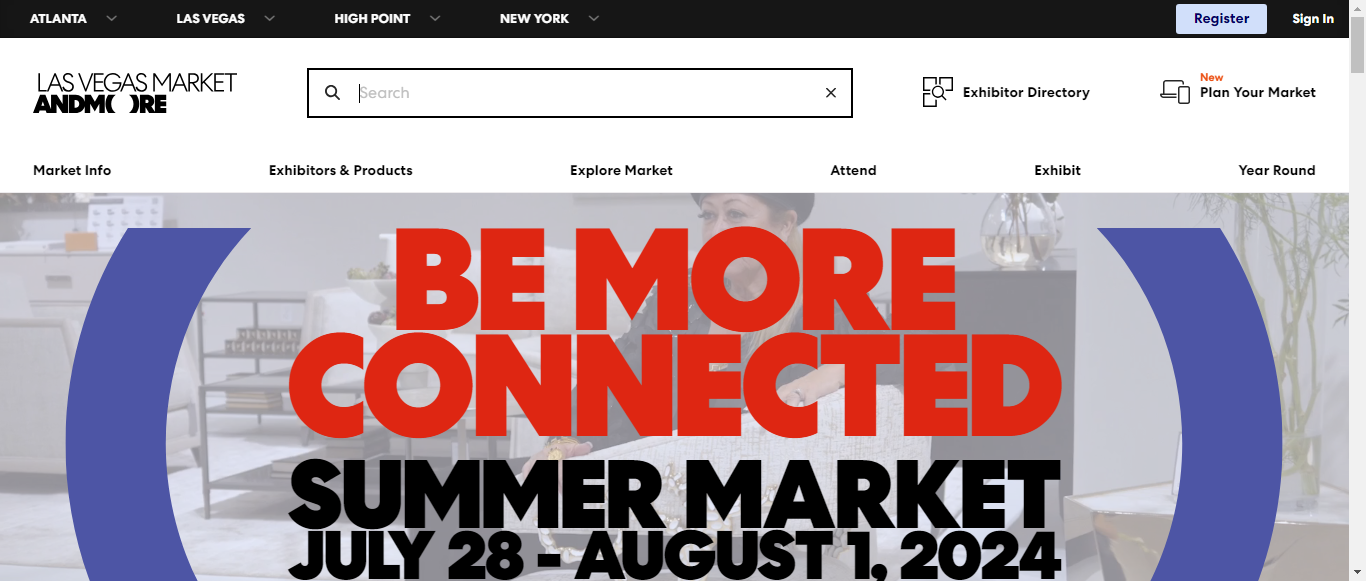 ATLANTA LAS VEGAS HIGH POINT NEW YORK Register Sign In
LAS VEGAS MARKET
ANDMORE
Search
Exhibitor Directory
New
Plan Your Market
Market Info Exhibitors & Products Explore Market Attend Exhibit Year Round
BE MORE
CONNECTED
SUMMER MARKET
JULY 28 - AUGUST 1, 2024